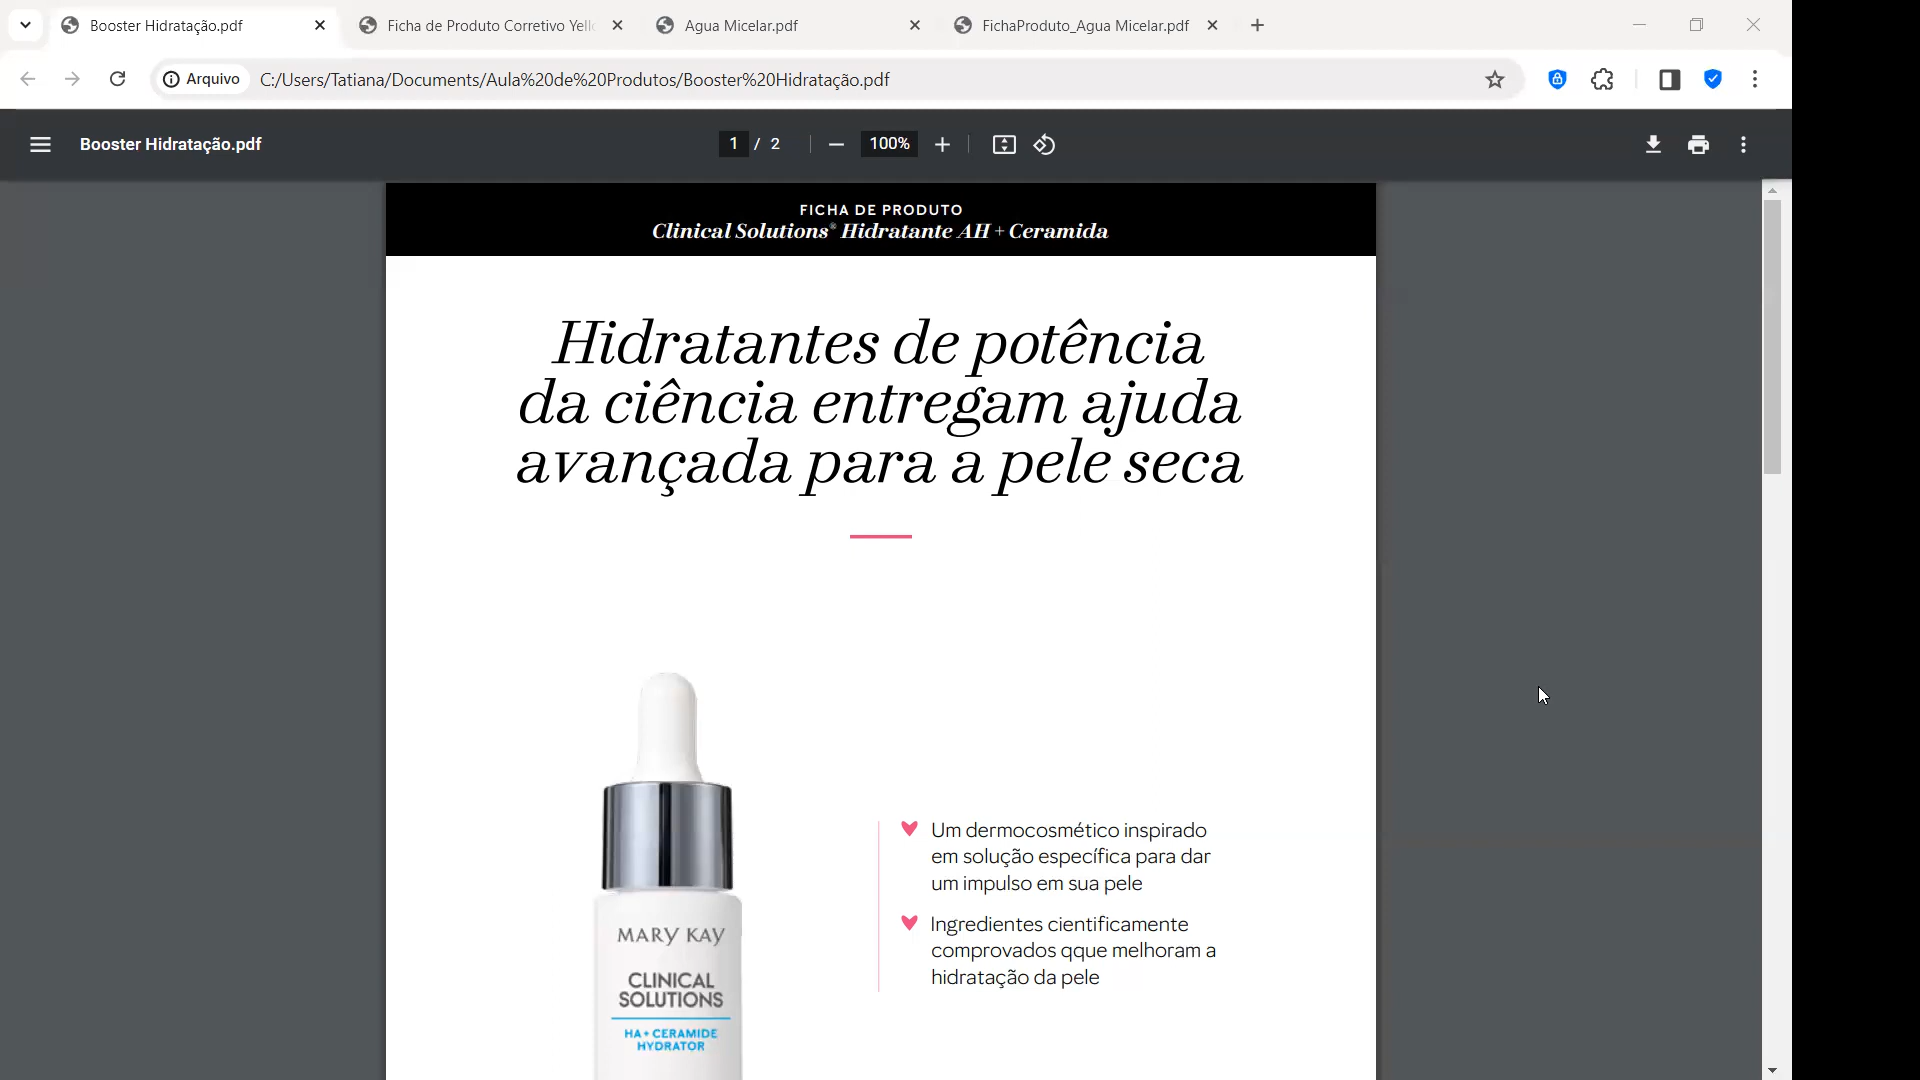 Booster Hidratação.pdf
Ficha de Produto Corretivo Yell
Agua Micelar.pdf
FichaProduto_Agua Micelar.pdf
Arquivo
C:/Users/Tatiana/Documents/Aula%20de%20Produtos/Booster%20Hidratação.pdf
Booster Hidratação.pdf
1 / 2
100%
FICHA DE PRODUTO
Clinical Solutions® Hidratante AH + Ceramida
Hidratantes de potência
da ciência entregam ajuda
avançada para a pele seca
Um dermocosmético inspirado
em solução específica para dar
um impulso em sua pele
Ingredientes cientificamente
comprovados qque melhoram a
hidratação da pele
MARY KAY
CLINICAL
SOLUTIONS
HA+CERAMIDE
HYDRATOR